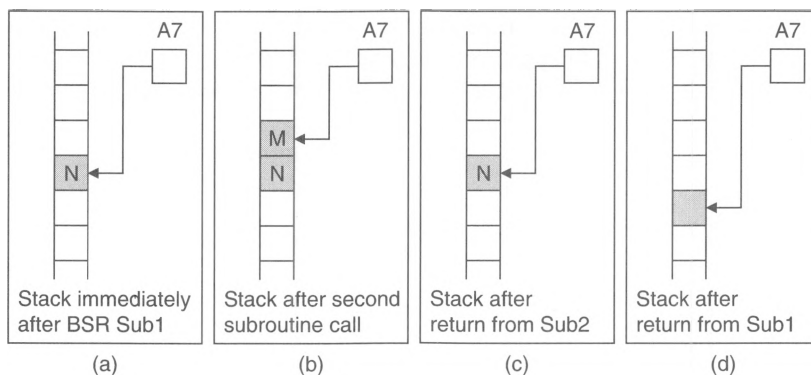 A7
N
Stack immediately
after BSR Sub1
(a)
A7
M
N
Stack after second
subroutine call
(b)
A7
N
Stack after
return from Sub2
(c)
A7
Stack after
return from Sub1
(d)